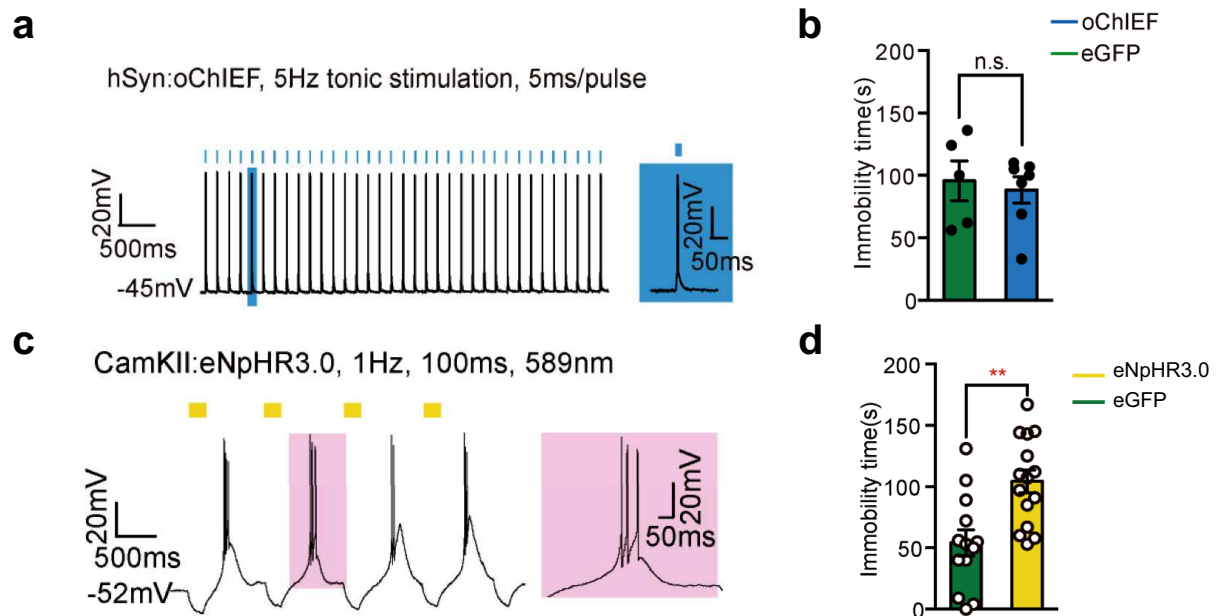 a
hSyn:oChIEF, 5Hz tonic stimulation, 5ms/pulse
20mV
500ms
-45mV
20mV
50ms
b
oChIEF
eGFP
n.s.
Immobility time(s)
200
150
100
50
0
c
CamKII:eNpHR3.0, 1Hz, 100ms, 589nm
20mV
500ms
-52mV
50ms
20mV
d
eNpHR3.0
eGFP
**
Immobility time(s)
200
150
100
50
0